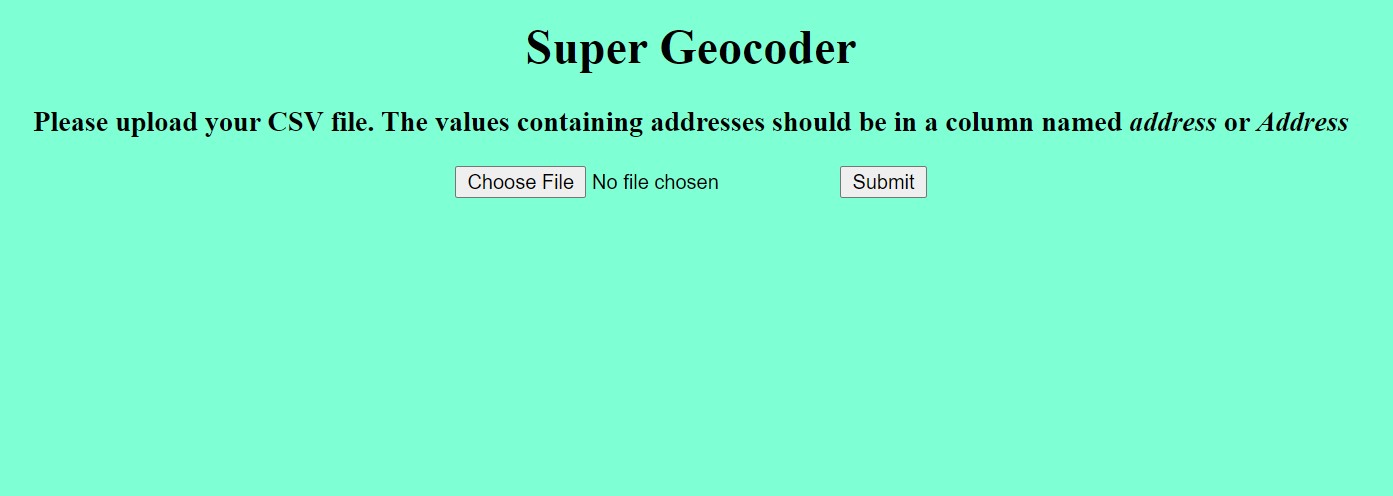 Super Geocoder
Please upload your CSV file. The values containing addresses should be in a column named address or Address
Choose File No file chosen Submit